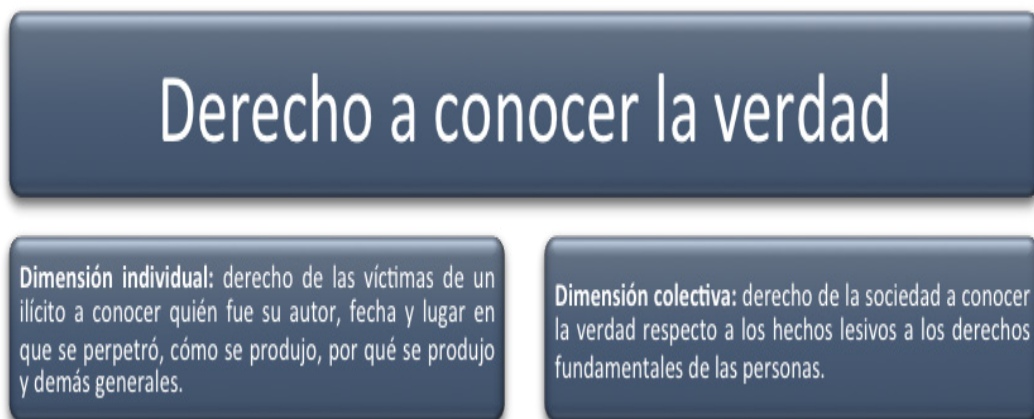 Derecho a conocer la verdad
Dimensión individual: derecho de las víctimas de un
ilícito a conocer quién fue su autor, fecha y lugar en
que se perpetró, cómo se produjo, por qué se produjo
y demás generales.
Dimensión colectiva: derecho de la sociedad a conocer
la verdad respecto a los hechos lesivos a los derechos
fundamentales de las personas.